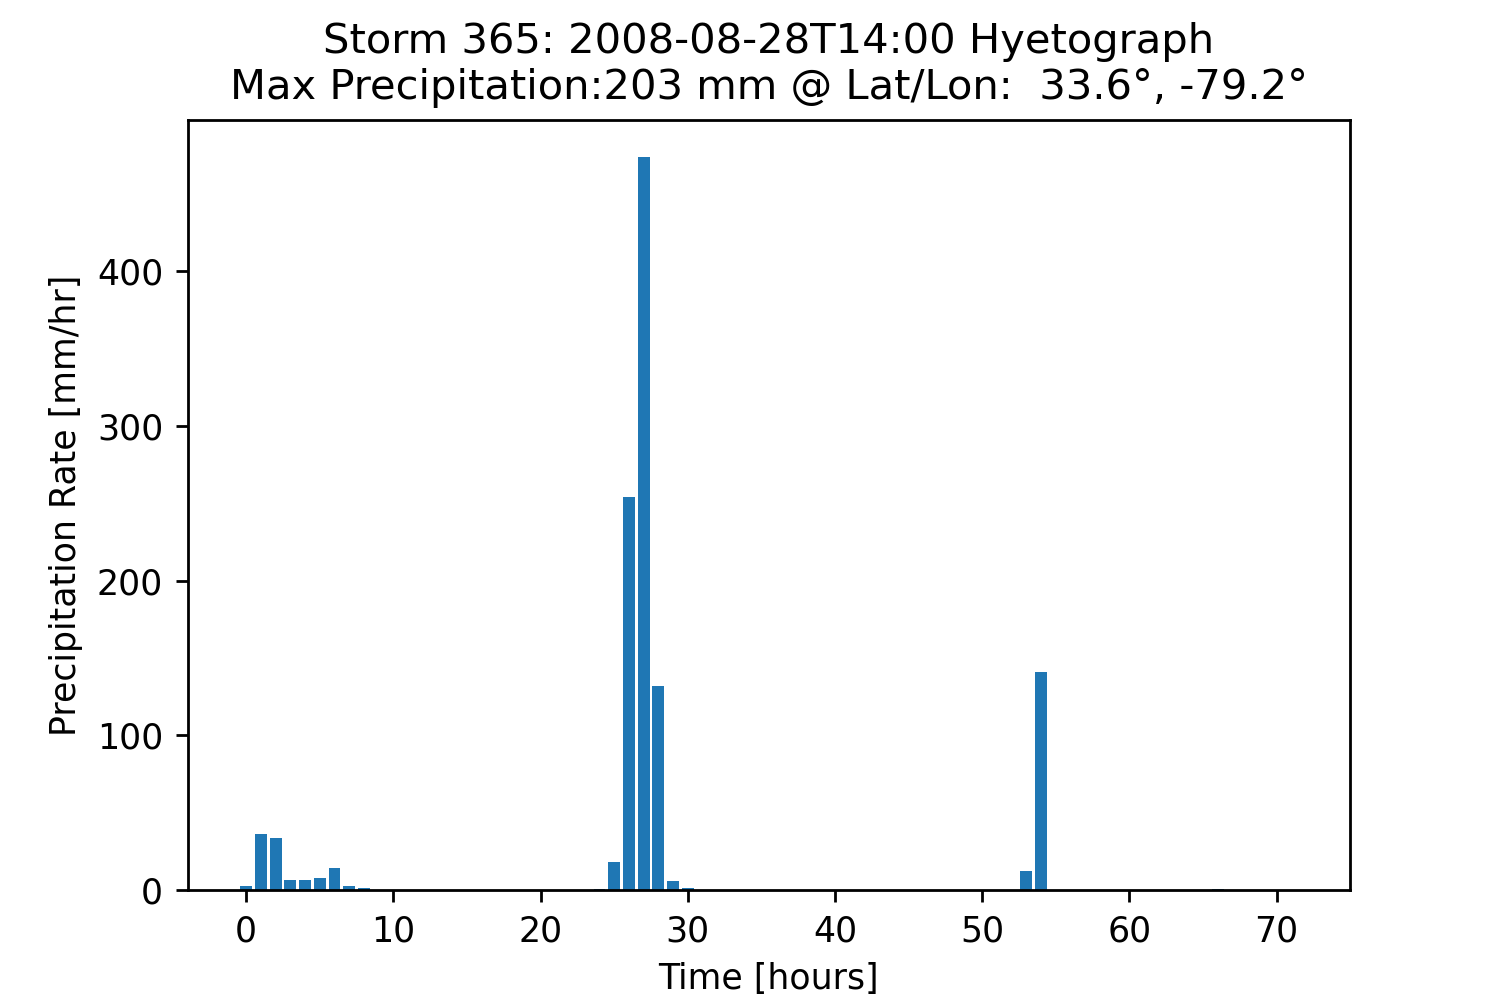 Storm 365: 2008-08-28T14:00 Hyetograph
Max Precipitation:203 mm @ Lat/Lon:  33.6°, -79.2°
Precipitation Rate [mm/hr]
400
300
200
100
0
0 10 20 30 40 50 60 70
Time [hours]